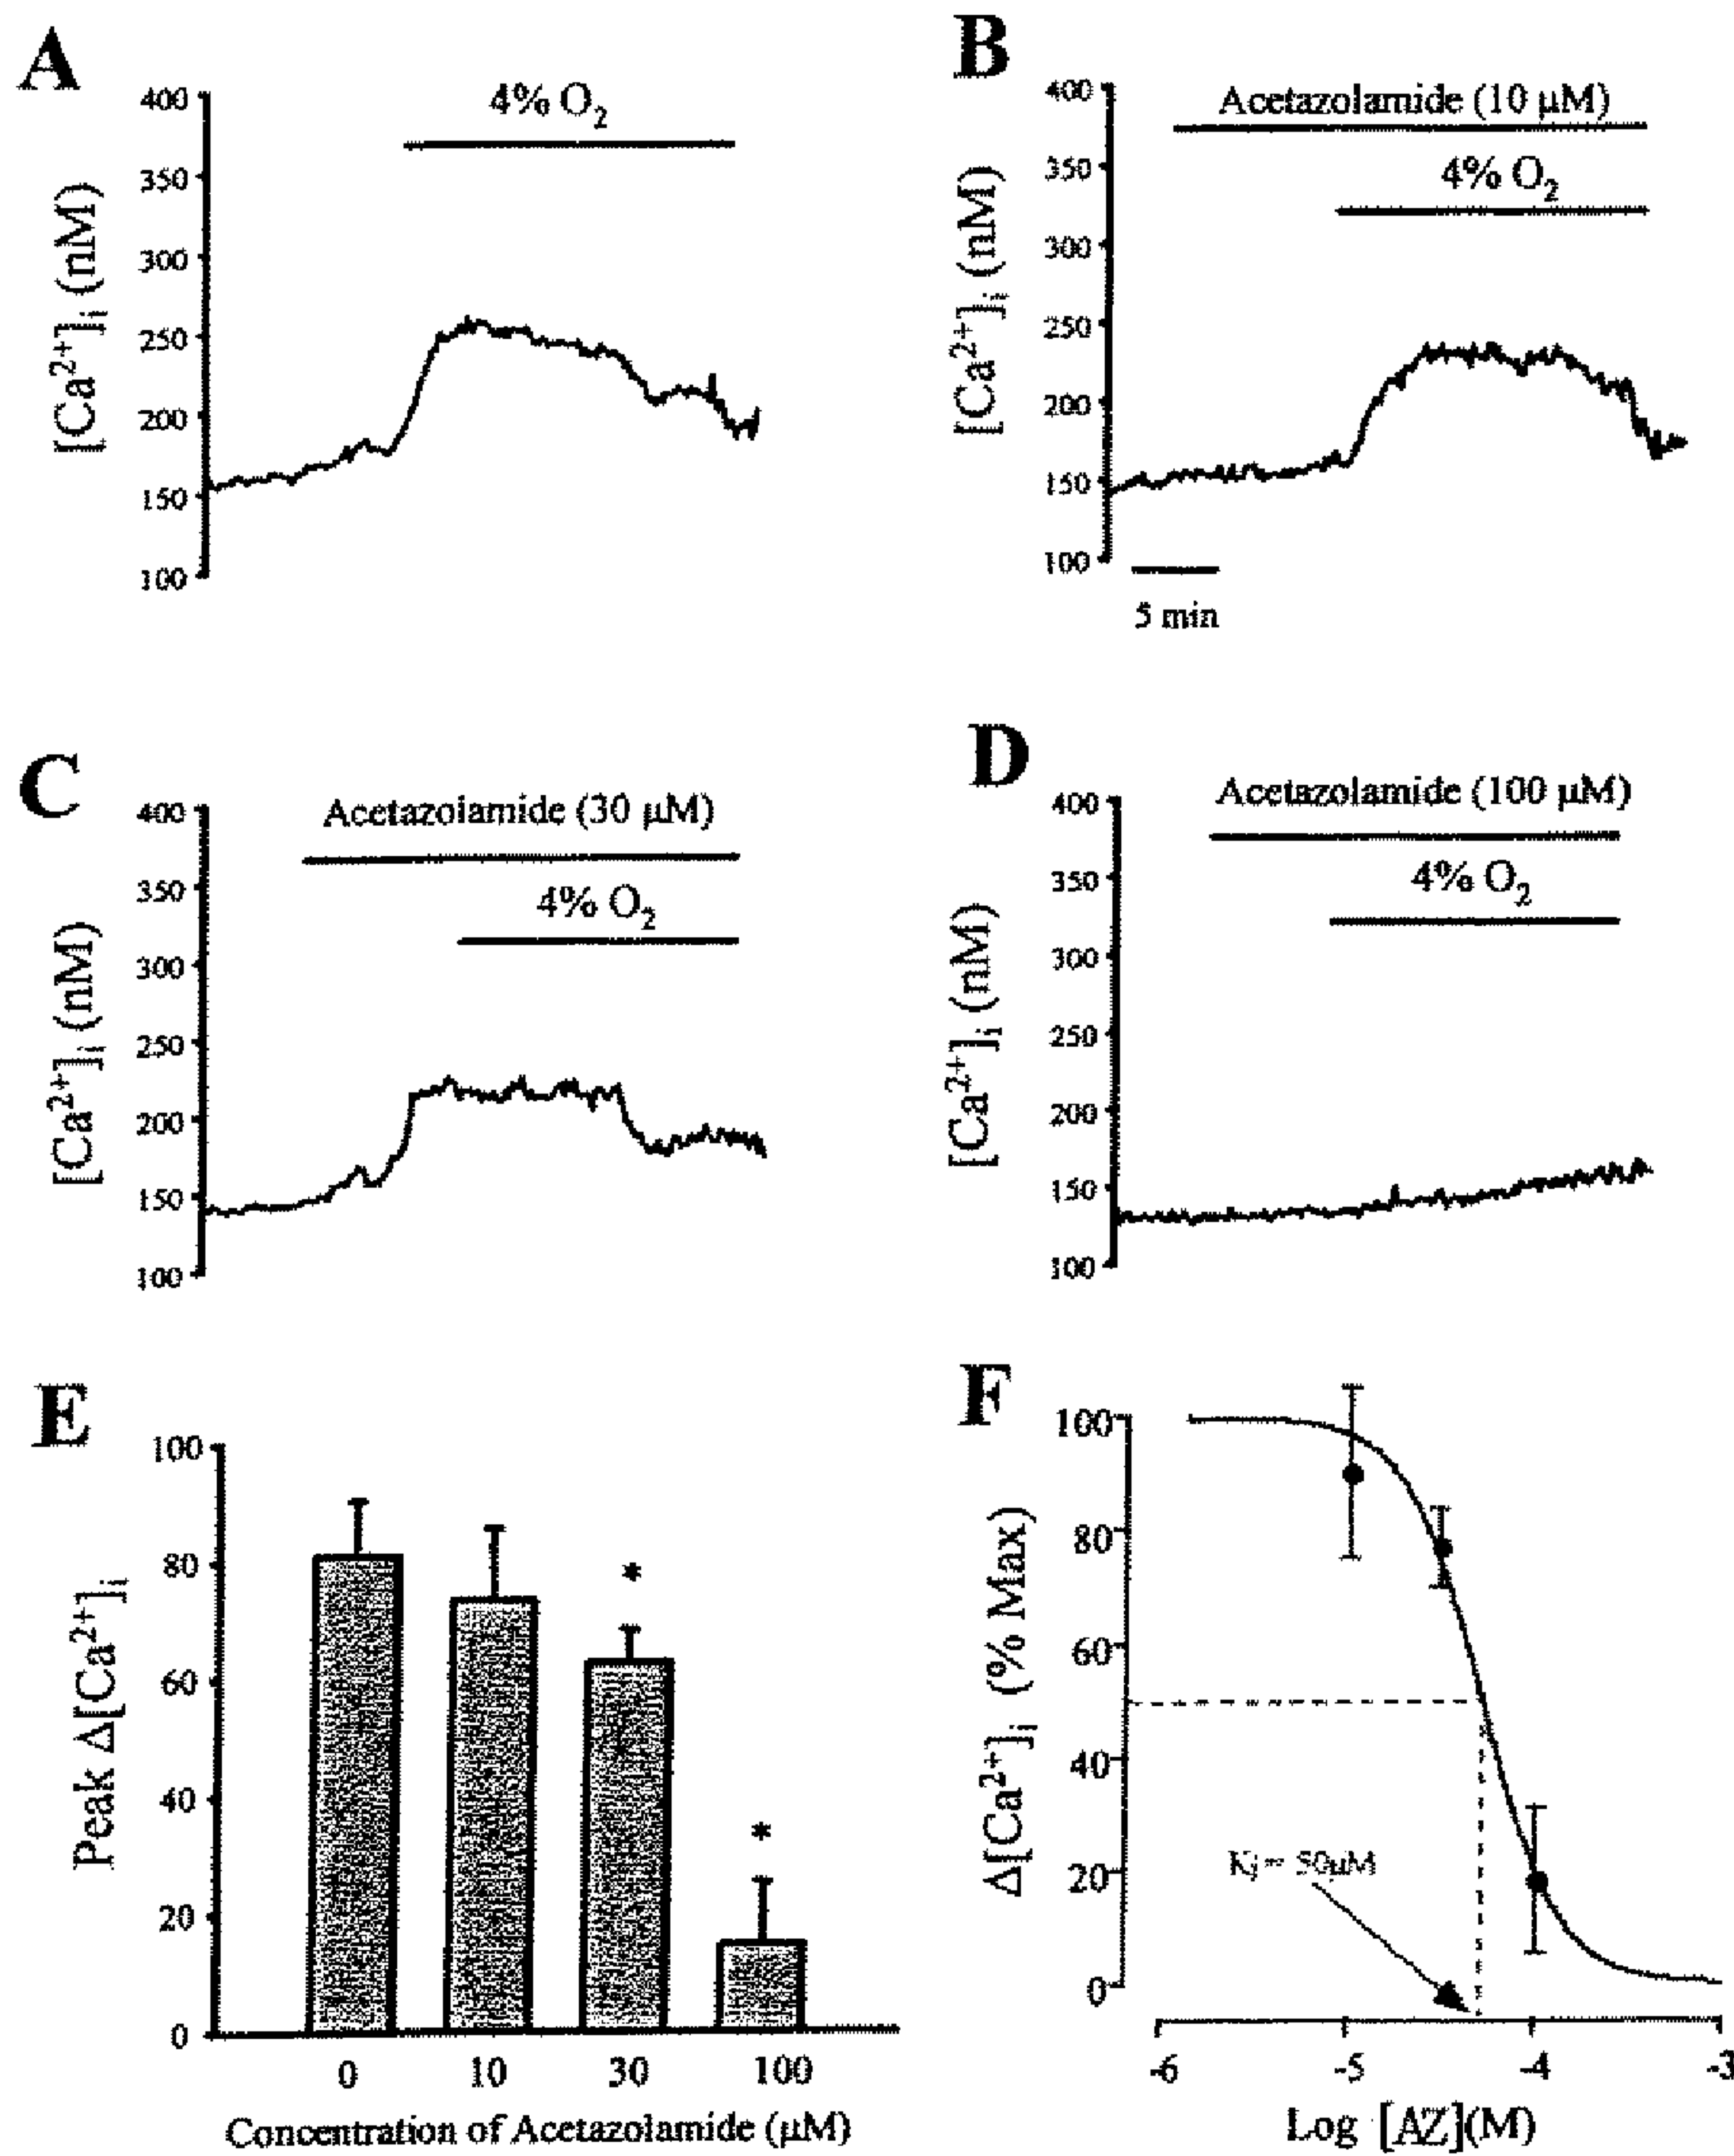 A
400
350
300
250
200
150
100
[Ca2+]i (nM)
4% O2
B
400
350
300
250
200
150
100
[Ca2+]i (nM)
Acetazolamide (10 μM)
4% O2
5 min
C
400
350
300
250
200
150
100
[Ca2+]i (nM)
Acetazolamide (30 μM)
4% O2
D
400
350
300
250
200
150
100
[Ca2+]i (nM)
Acetazolamide (100 μM)
4% O2
E
100
80
60
40
20
0
Peak Δ[Ca2+]i
*
*
0 10 30 100
Concentration of Acetazolamide (μM)
F
100
80
60
40
20
0
Δ[Ca2+]i (% Max)
Ki = 50μM
-6 -5 -4 -3
Log [AZ](M)